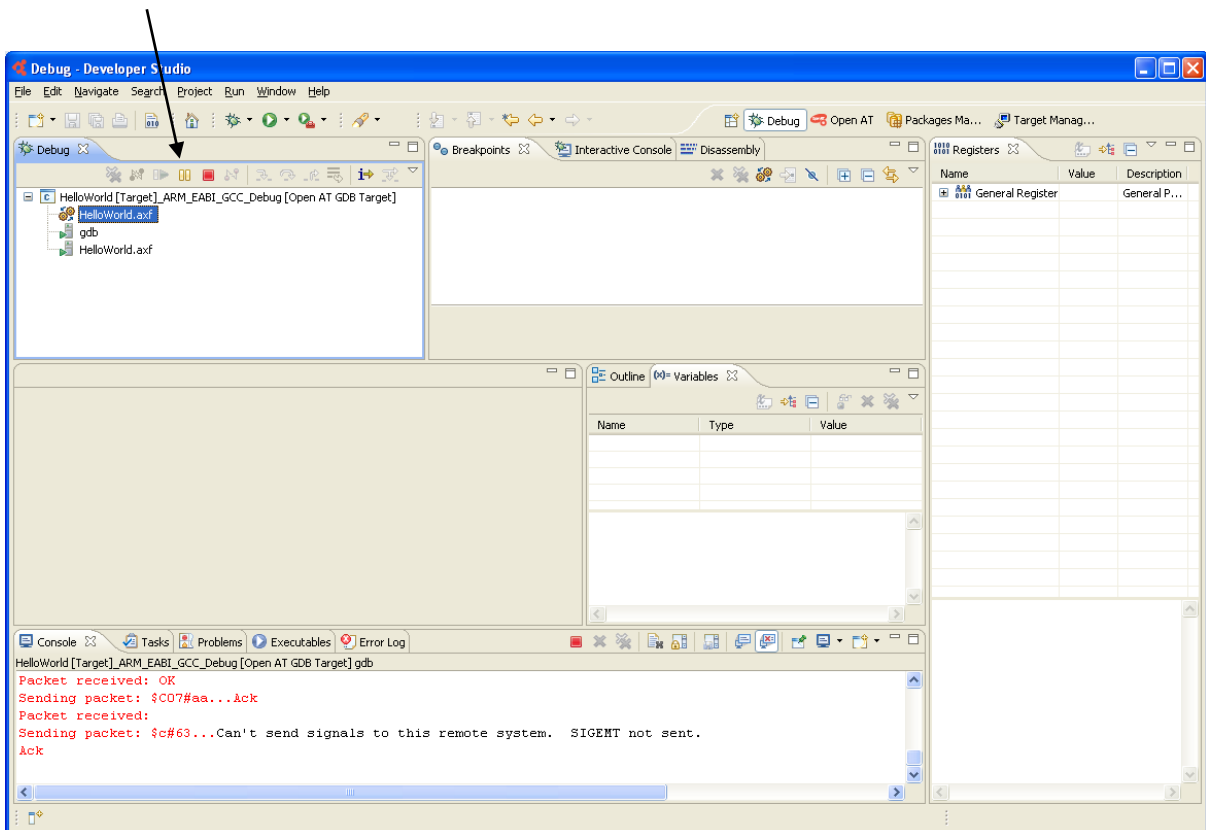 Debug - Developer Studio
File Edit Navigate Search Project Run Window Help
Debug Open AT Packages Ma... Target Manag...
Debug
HelloWorld [Target]_ARM_EABI_GCC_Debug [Open AT GDB Target]
HelloWorld.axf
gdb
HelloWorld.axf
Breakpoints Interactive Console Disassembly
1010 0101 Registers
Name Value Description
General Register General P...
Outline (x)= Variables
Name Type Value
Console Tasks Problems Executables Error Log
HelloWorld [Target]_ARM_EABI_GCC_Debug [Open AT GDB Target] gdb
Packet received: OK
Sending packet: $C07#aa...Ack
Packet received:
Sending packet: $c#63...Can't send signals to this remote system.  SIGEMT not sent.
Ack